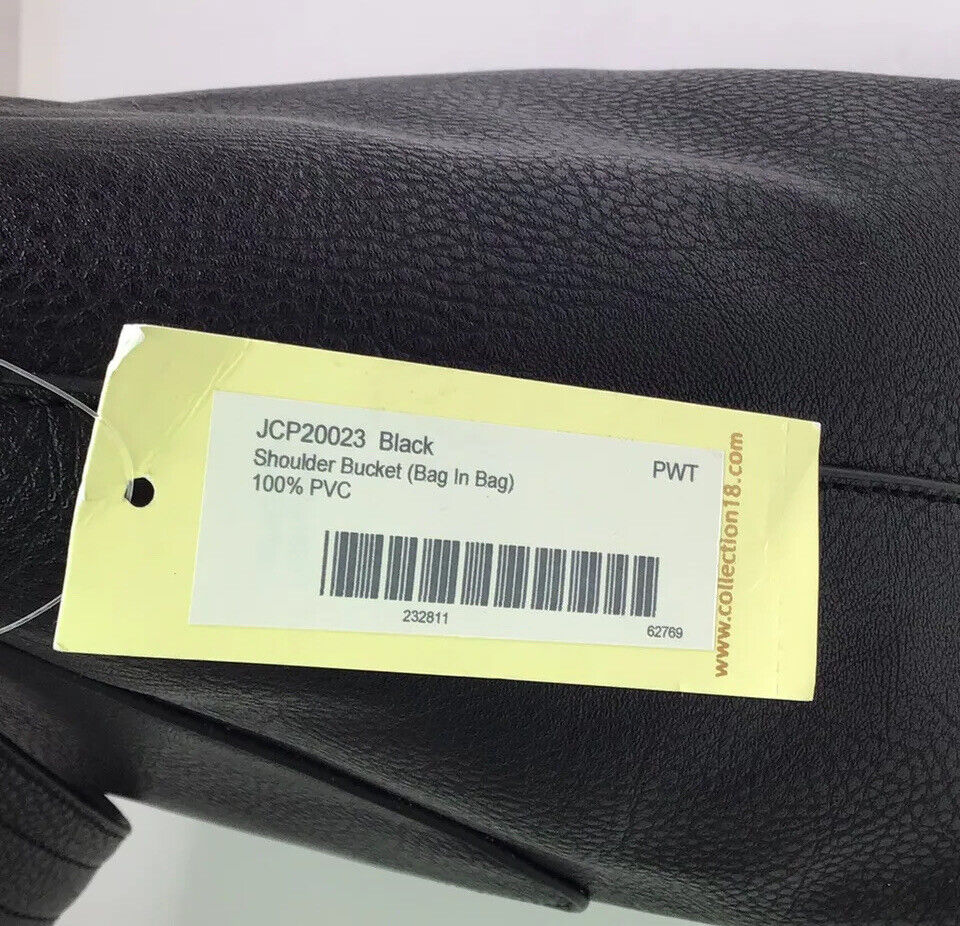 JCP20023 Black
PWT
Shoulder Bucket (Bag In Bag)
100% PVC
232811
62769
www.collection18.com